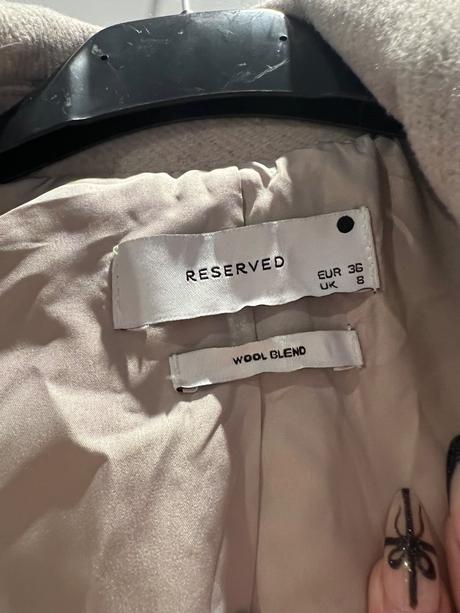 RESERVED
EUR 36
UK 8
WOOL BLEND